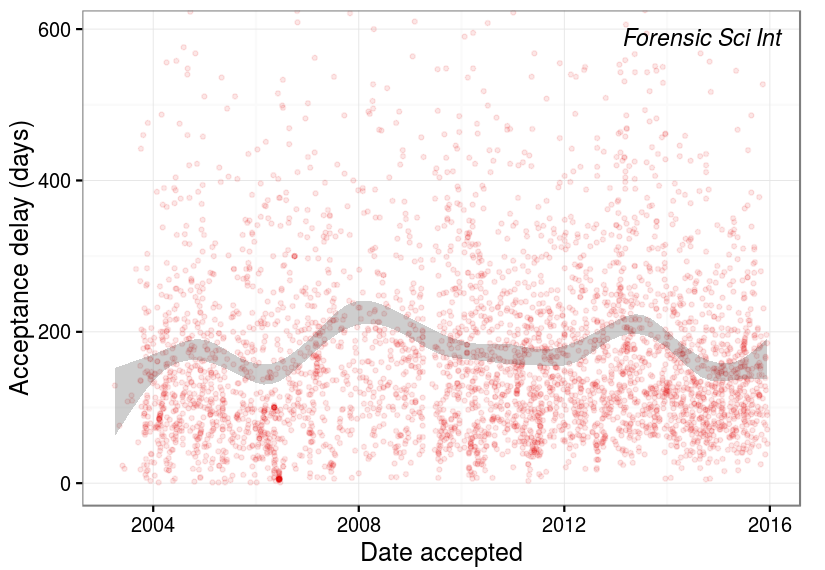 Forensic Sci Int
600
400
200
0
Acceptance delay (days)
2004 2008 2012 2016
Date accepted